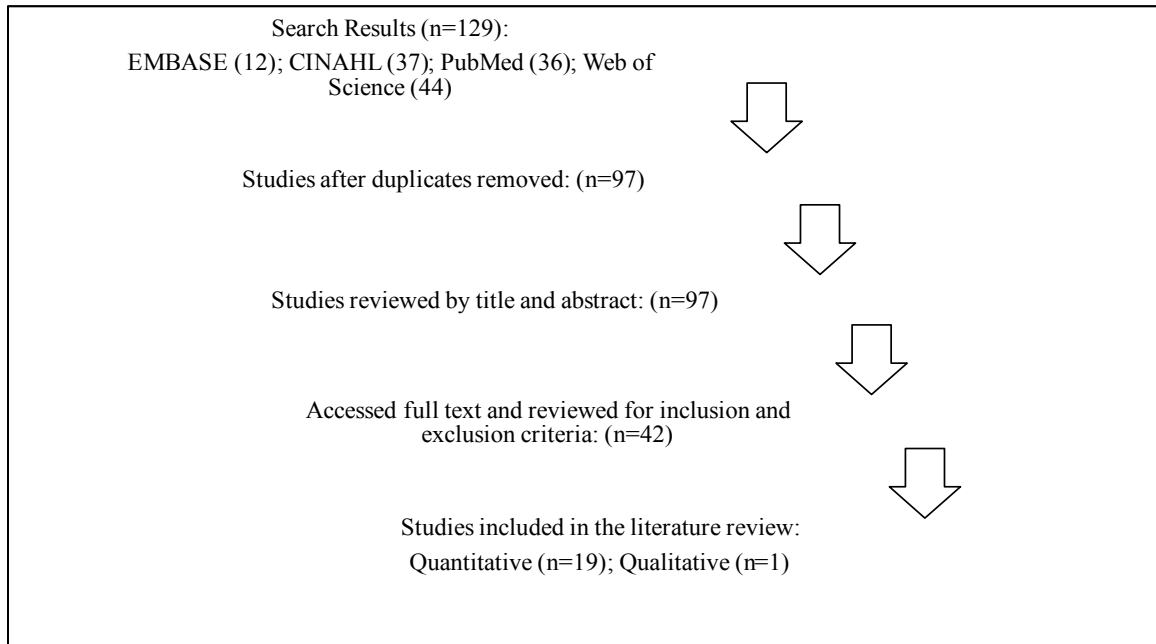 Search Results (n=129):
EMBASE (12); CINAHL (37); PubMed (36); Web of
Science (44)
Studies after duplicates removed: (n=97)
Studies reviewed by title and abstract: (n=97)
Accessed full text and reviewed for inclusion and
exclusion criteria: (n=42)
Studies included in the literature review:
Quantitative (n=19); Qualitative (n=1)